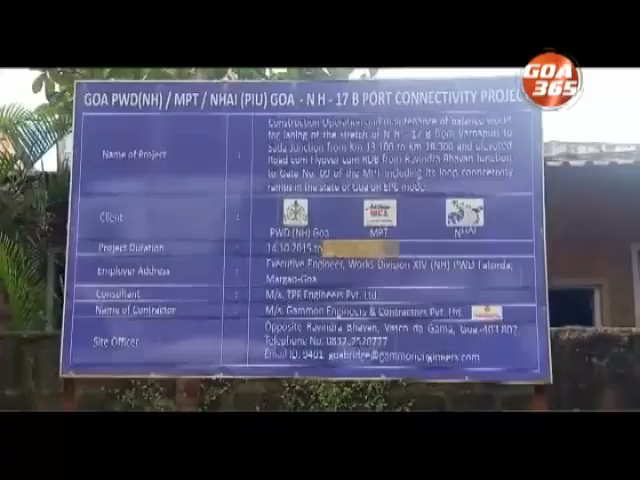 GOA 365
GOA PWD(NH) / MPT / NHAI (PIU) GOA - N H - 17 B PORT CONNECTIVITY PROJEC
Name of Project :
Construction Operation and maintenance of balance work
for laying of the stretch of N H - 17 B from Varnapuri to
Sada Junction from km 13.100 to km 18.300 and elevated
Road cum Flyover cum ROB from Ravindra Bhavan Junction
to Gate No. 09 of the MPT including its loop connectivity
ramps in the state of Goa on EPC mode.
Client :
PWD (NH) Goa MPT NHAI
Project Duration : 16.10.2015 to
Employer Address : Executive Engineer, Works Division XIV (NH) PWD Fatorda,
Margao-Goa
Consultant : M/s. TPF Engineers Pvt. Ltd.
Name of Contractor : M/s Gammon Engineers & Contractors Pvt. Ltd
Site Officer : Opposite Ravindra Bhavan, Vasco da Gama, Goa-403 802
Telephone No. 0832-2520777
Email ID. 9401_goabridge@gammonengineers.com